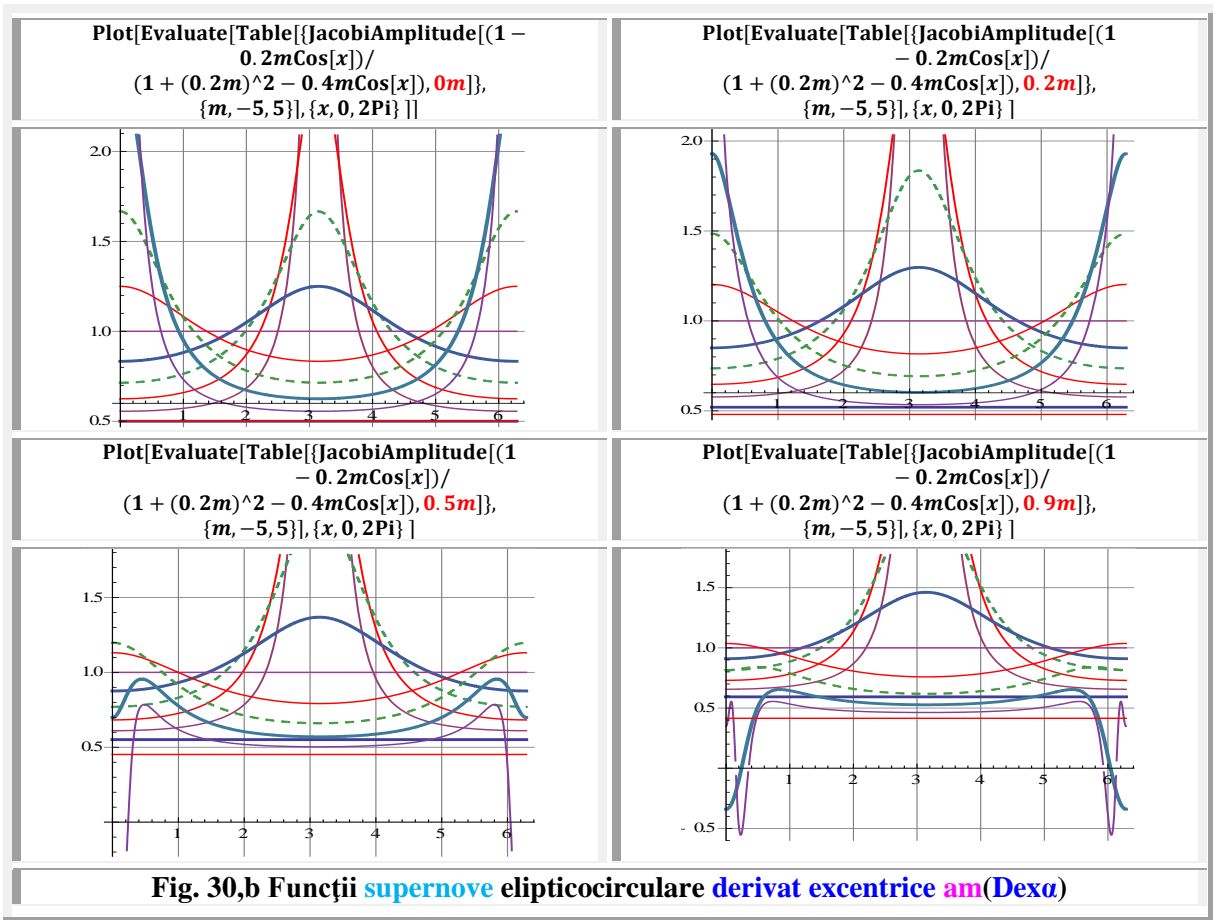 Plot[Evaluate[Table[{JacobiAmplitude[(1 −
0.2mCos[x])/
(1 + (0.2m)^2 − 0.4mCos[x]), 0m]},
{m, −5, 5}], {x, 0, 2Pi} ]]
Plot[Evaluate[Table[{JacobiAmplitude[(1
− 0.2mCos[x])/
(1 + (0.2m)^2 − 0.4mCos[x]), 0.2m]},
{m, −5, 5}], {x, 0, 2Pi} ]
2.0
1.5
1.0
0.5
1 2 3 4 5 6
2.0
1.5
1.0
0.5
1 2 3 4 5 6
Plot[Evaluate[Table[{JacobiAmplitude[(1
− 0.2mCos[x])/
(1 + (0.2m)^2 − 0.4mCos[x]), 0.5m]},
{m, −5, 5}], {x, 0, 2Pi} ]
Plot[Evaluate[Table[{JacobiAmplitude[(1
− 0.2mCos[x])/
(1 + (0.2m)^2 − 0.4mCos[x]), 0.9m]},
{m, −5, 5}], {x, 0, 2Pi} ]
1.5
1.0
0.5
1 2 3 4 5 6
1.5
1.0
0.5
1 2 3 4 5 6
- 0.5
Fig. 30,b Funcţii supernove elipticocirculare derivat excentrice am(Dexα)